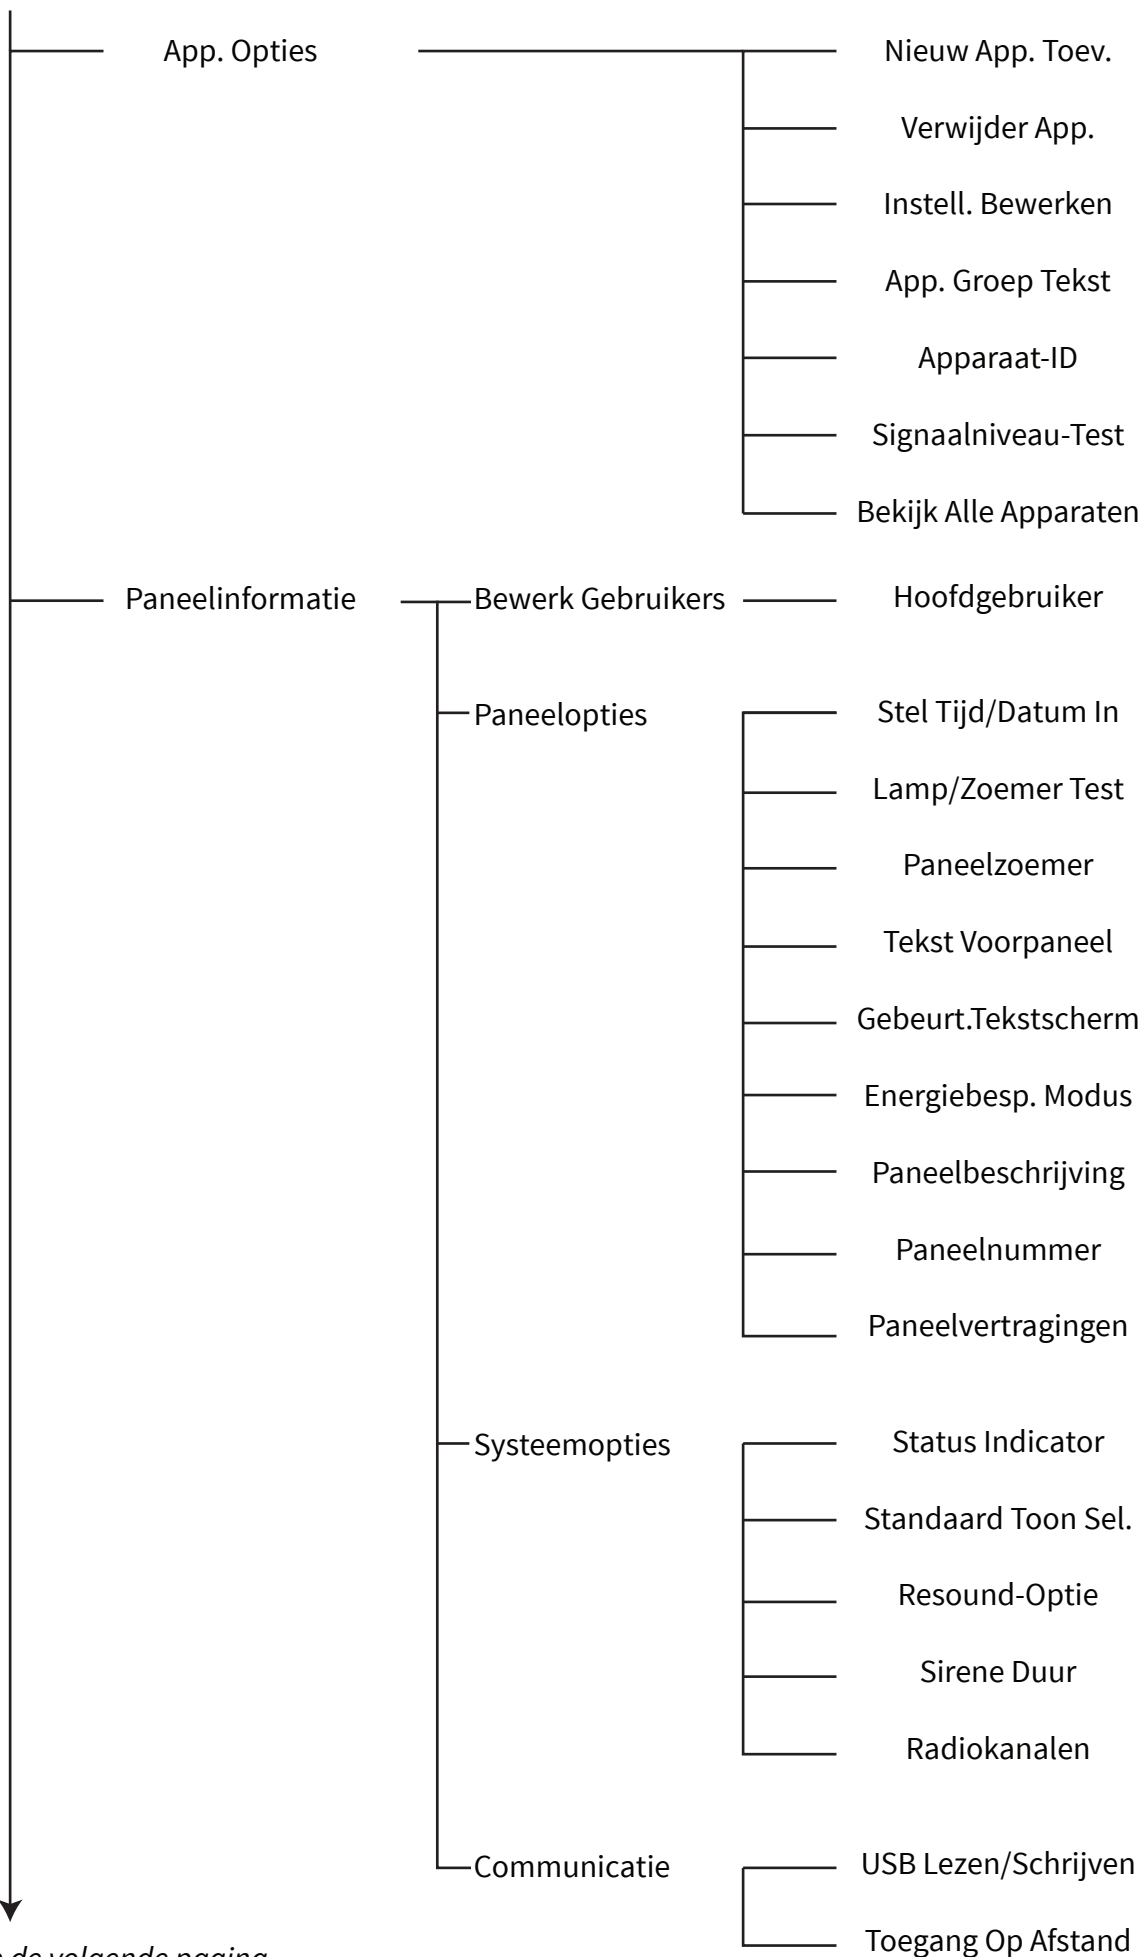 App. Opties
Nieuw App. Toev.
Verwijder App.
Instell. Bewerken
App. Groep Tekst
Apparaat-ID
Signaalniveau-Test
Bekijk Alle Apparaten
Paneelinformatie
Bewerk Gebruikers
Hoofdgebruiker
Paneelopties
Stel Tijd/Datum In
Lamp/Zoemer Test
Paneelzoemer
Tekst Voorpaneel
Gebeurt.Tekstscherm
Energiebesp. Modus
Paneelbeschrijving
Paneelnummer
Paneelvertragingen
Systeemopties
Status Indicator
Standaard Toon Sel.
Resound-Optie
Sirene Duur
Radiokanalen
Communicatie
USB Lezen/Schrijven
Toegang Op Afstand
de volgende pagina